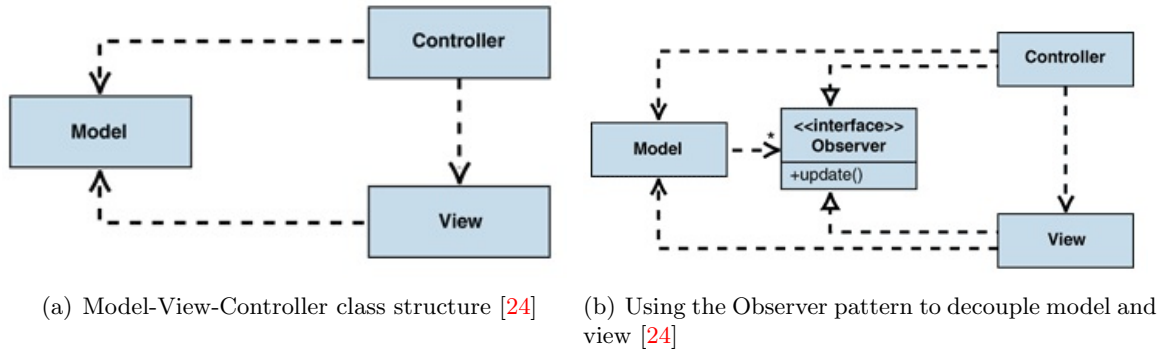 Controller
Model
View
Controller
<<interface>>
Observer
*
Model
+update()
View
(a) Model-View-Controller class structure [24]
(b) Using the Observer pattern to decouple model and
view [24]